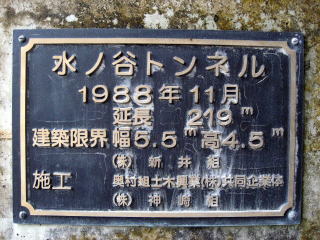 水ノ谷トンネル
1988年11月
延長 219m
建築限界 幅6.5m 高4.5m
(株) 新井組
施工 奥村組土木興業(株)共同企業体
(株) 神崎組